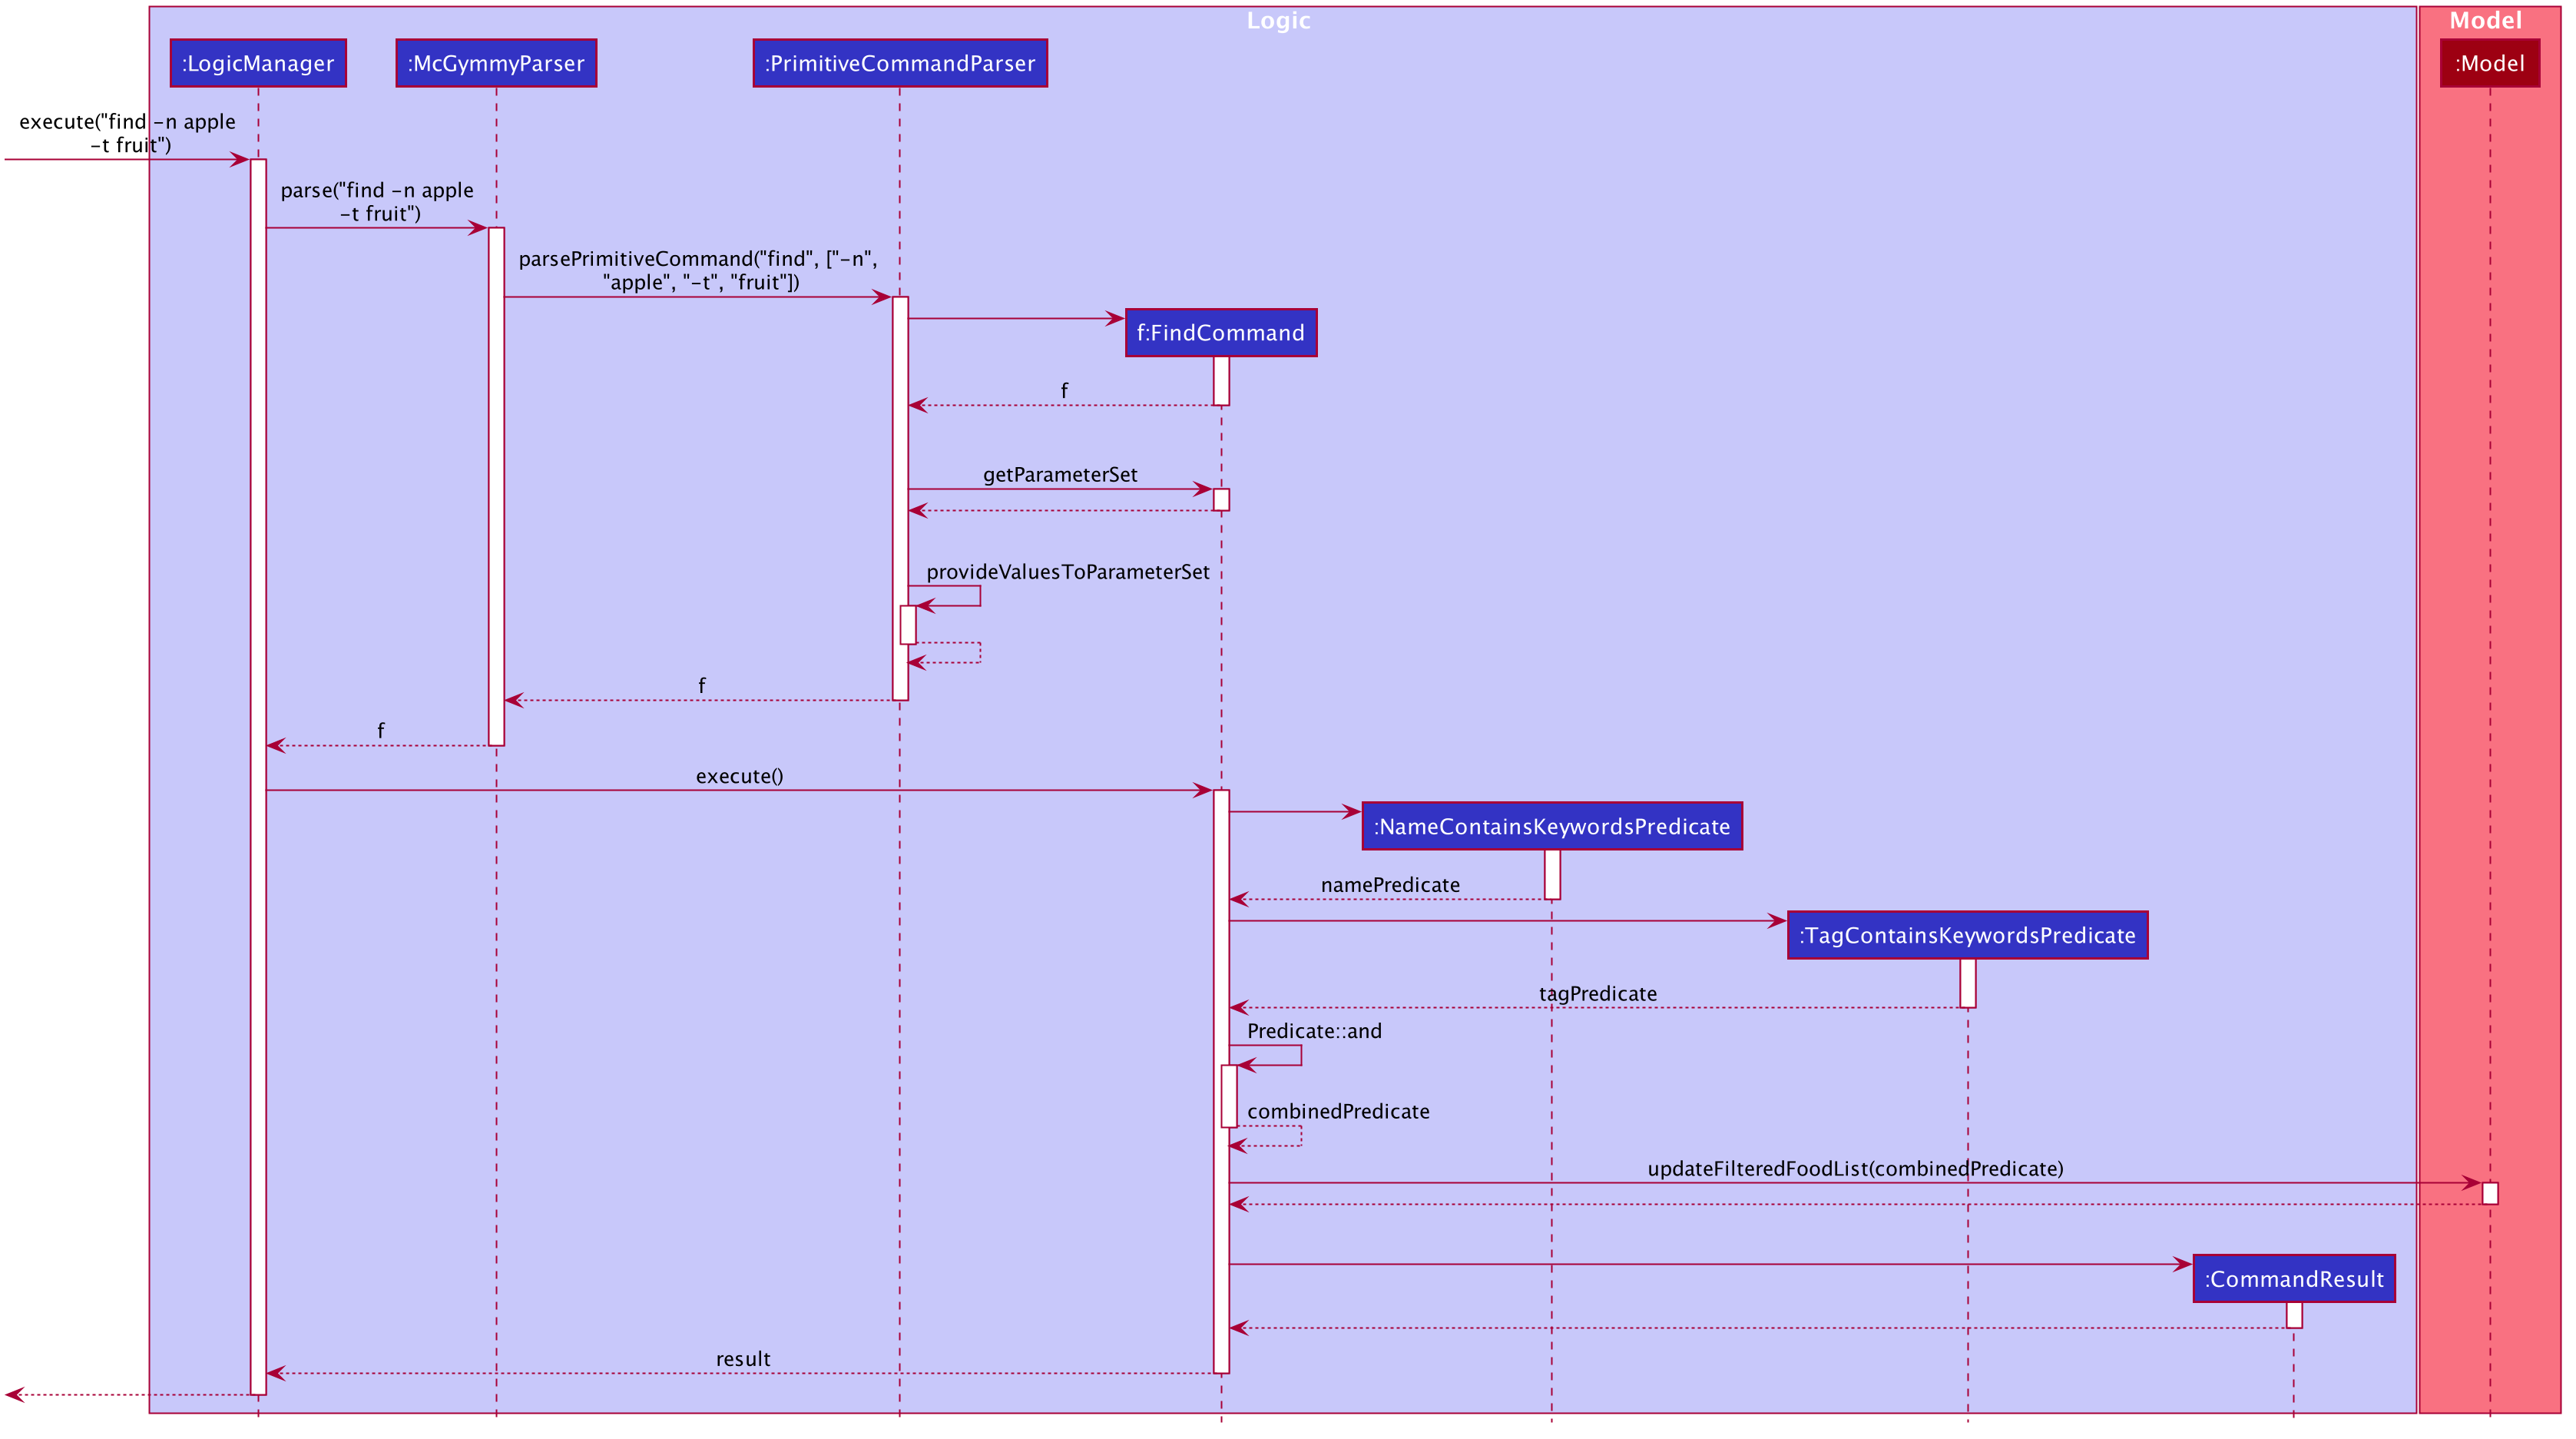 Logic
Model
:LogicManager
:McGymmyParser
:PrimitiveCommandParser
:Model
execute("find -n apple
-t fruit")
parse("find -n apple
-t fruit")
parsePrimitiveCommand("find", ["-n",
"apple", "-t", "fruit"])
f:FindCommand
f
getParameterSet
provideValuesToParameterSet
f
f
execute()
:NameContainsKeywordsPredicate
namePredicate
:TagContainsKeywordsPredicate
tagPredicate
Predicate::and
combinedPredicate
updateFilteredFoodList(combinedPredicate)
:CommandResult
result